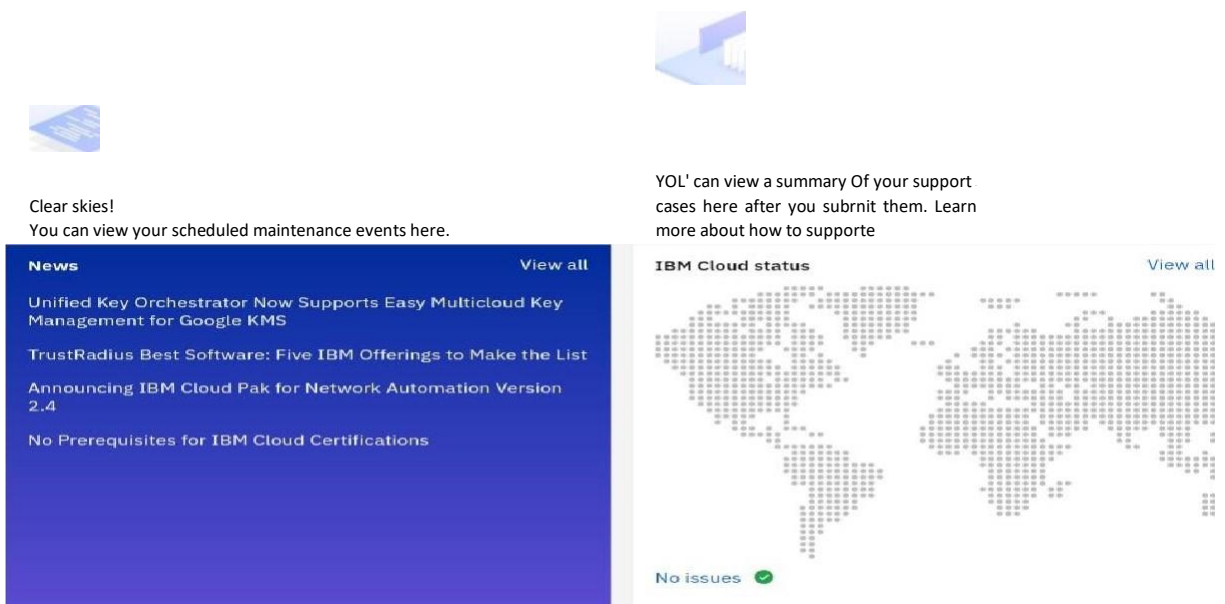 Clear skies!
You can view your scheduled maintenance events here.
YOL' can view a summary Of your support
cases here after you subrnit them. Learn
more about how to supporte
News
View all
Unified Key Orchestrator Now Supports Easy Multicloud Key
Management for Google KMS
TrustRadius Best Software: Five IBM Offerings to Make the List
Announcing IBM Cloud Pak for Network Automation Version
2.4
No Prerequisites for IBM Cloud Certifications
IBM Cloud status
View all
No issues